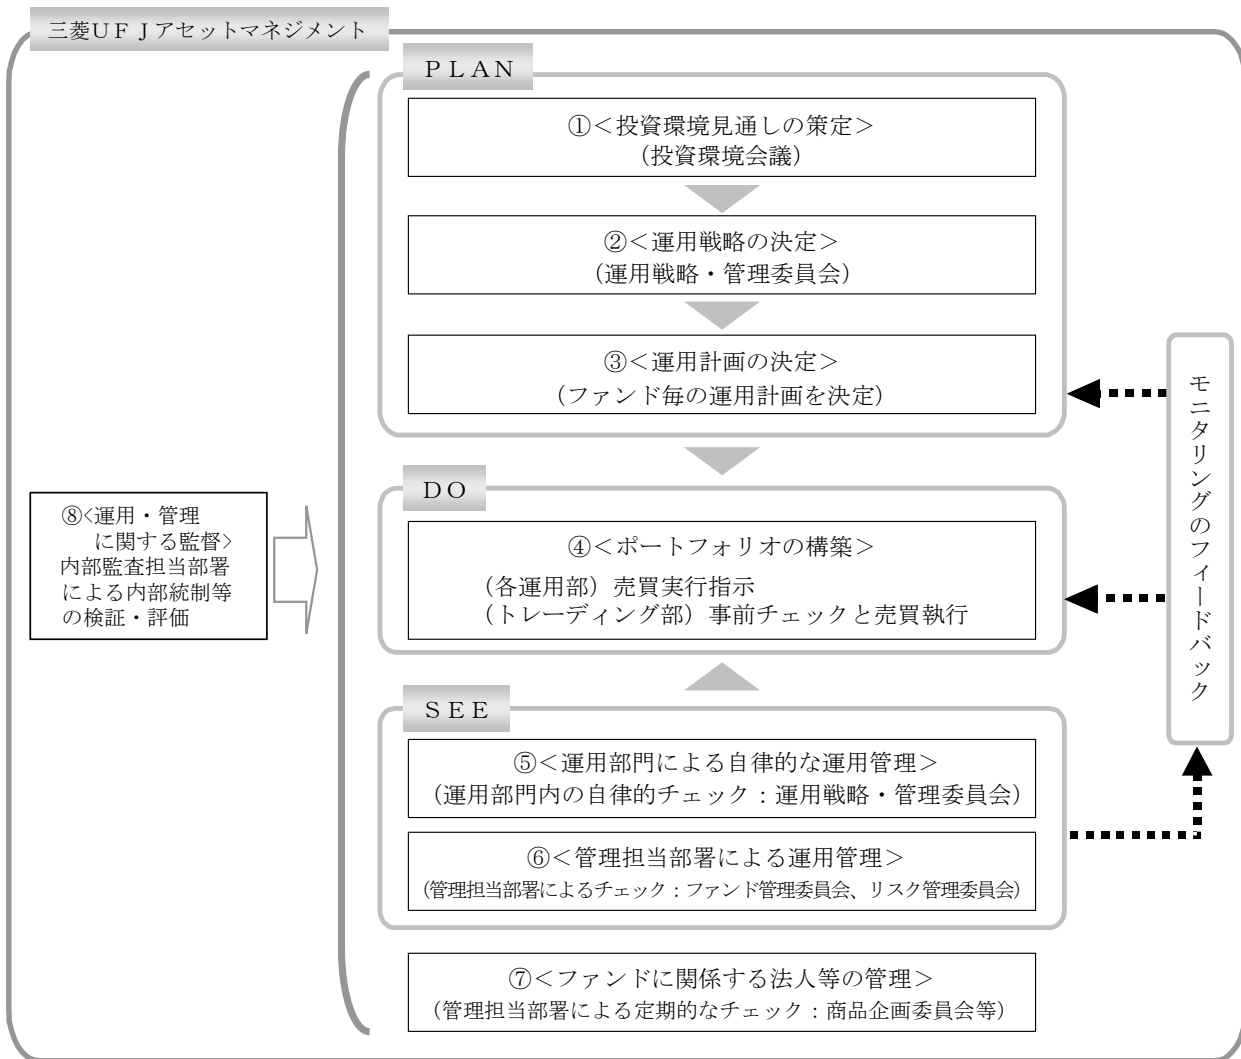 三菱ＵＦＪアセットマネジメント
ＰＬＡＮ
①＜投資環境見通しの策定＞
（投資環境会議）
②＜運用戦略の決定＞
（運用戦略・管理委員会）
③＜運用計画の決定＞
（ファンド毎の運用計画を決定）
ＤＯ
④＜ポートフォリオの構築＞
（各運用部）売買実行指示
（トレーディング部）事前チェックと売買執行
ＳＥＥ
⑤＜運用部門による自律的な運用管理＞
（運用部門内の自律的チェック：運用戦略・管理委員会）
⑥＜管理担当部署による運用管理＞
（管理担当部署によるチェック：ファンド管理委員会、リスク管理委員会）
⑦＜ファンドに関係する法人等の管理＞
（管理担当部署による定期的なチェック：商品企画委員会等）
⑧<運用・管理
に関する監督>
内部監査担当部署
による内部統制等
の検証・評価
モニタリングのフィードバック